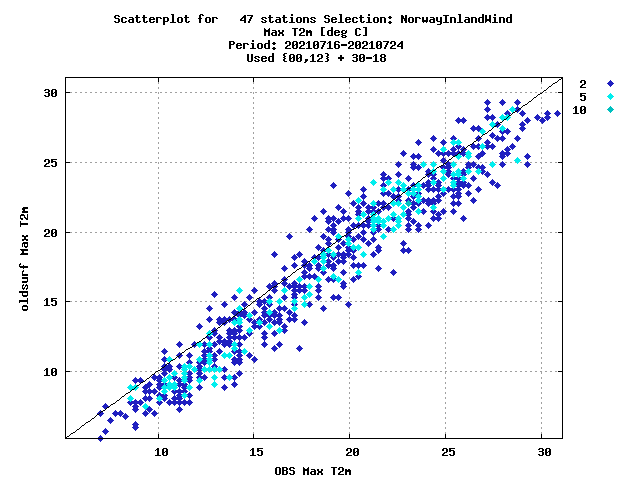 Scatterplot for 47 stations Selection: NorwayInlandWind
Max T2m [deg C]
Period: 20210716-20210724
Used {00,12} + 30-18
2
5
10
30
25
20
15
10
oldsurf Max T2m
10 15 20 25 30
OBS Max T2m